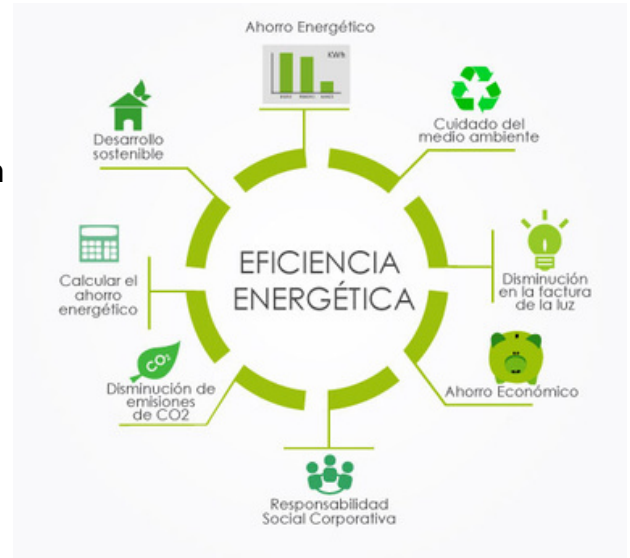 Ahorro Energético
KWh
Cuidado del
medio ambiente
Desarrollo
sostenible
EFICIENCIA
ENERGÉTICA
Disminución
en la factura
de la luz
Calcular el
ahorro
energético
Ahorro Económico
CO2
Disminución de
emisiones
de CO2
Responsabilidad
Social Corporativa